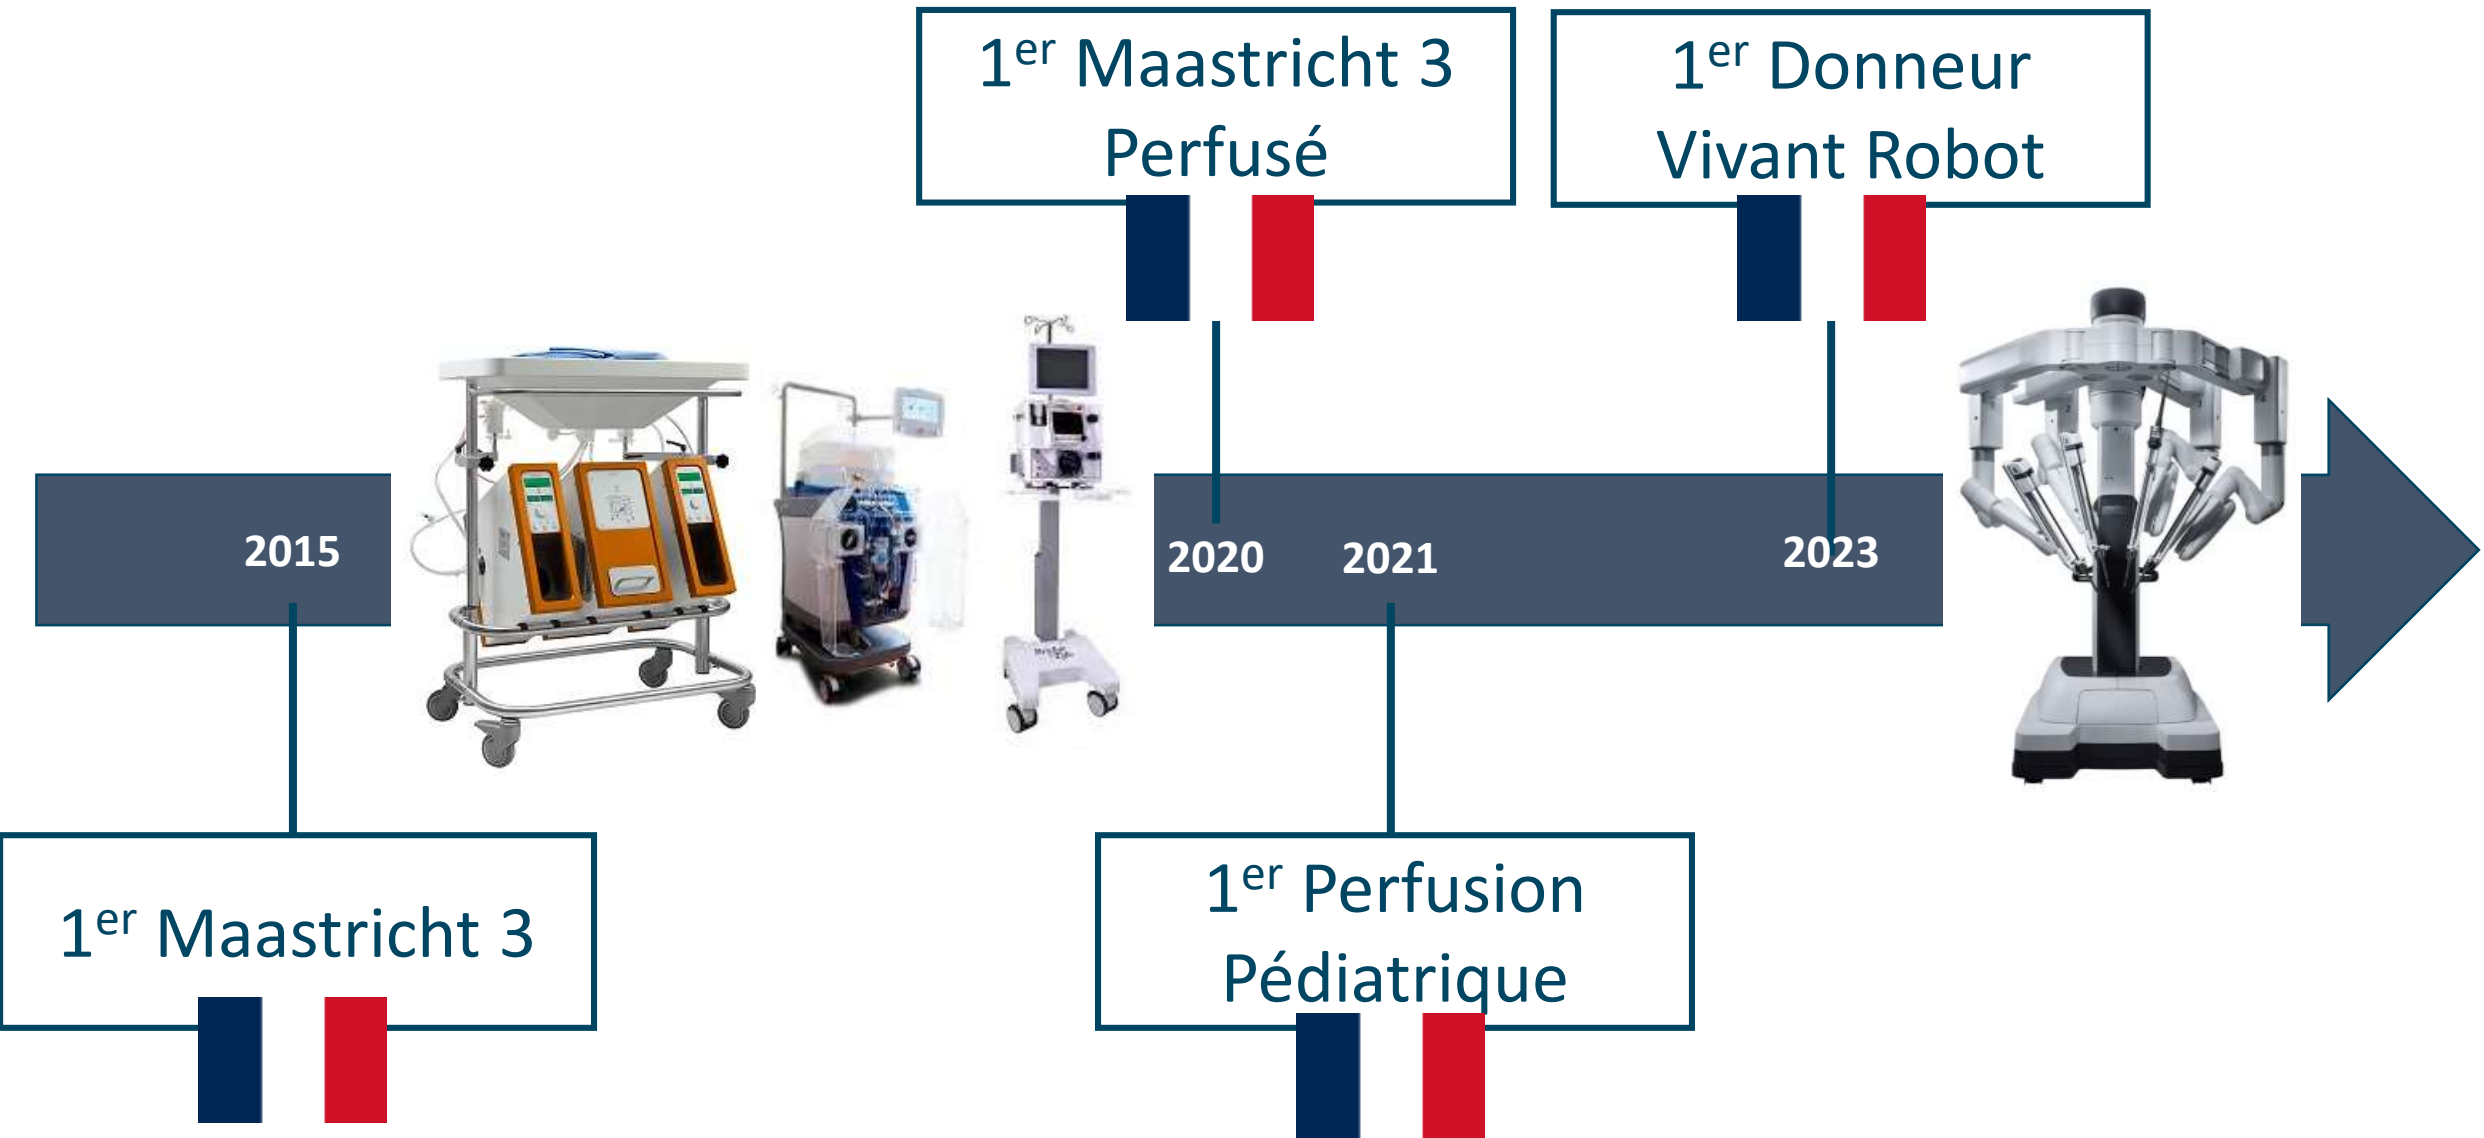 1er Maastricht 3
Perfusé
1er Donneur
Vivant Robot
2015
2020
2021
2023
1er Maastricht 3
1er Perfusion
Pédiatrique